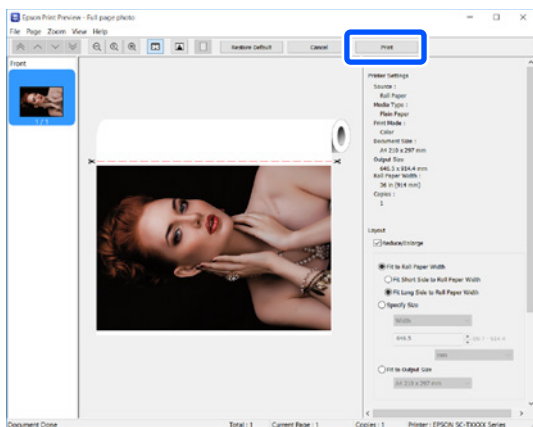 Epson Print Preview - Full page photo
File Page Zoom View Help
Restore Default Cancel Print
Front
1 / 1
Printer Settings
Source :
Roll Paper
Media Type :
Plain Paper
Print Mode :
Color
Document Size :
A4 210 x 297 mm
Output Size
646.5 x 914.4 mm
Roll Paper Width :
36 in (914 mm)
Copies :
1
Layout
Reduce/Enlarge
Fit to Roll Paper Width
Fit Short Side to Roll Paper Width
Fit Long Side to Roll Paper Width
Specify Size
Width
646.5
mm
Fit to Output Size
A4 210 x 297 mm
Document Done Total : 1 Current Page : 1 Copies : 1 Printer : EPSON SC-TXXXX Series